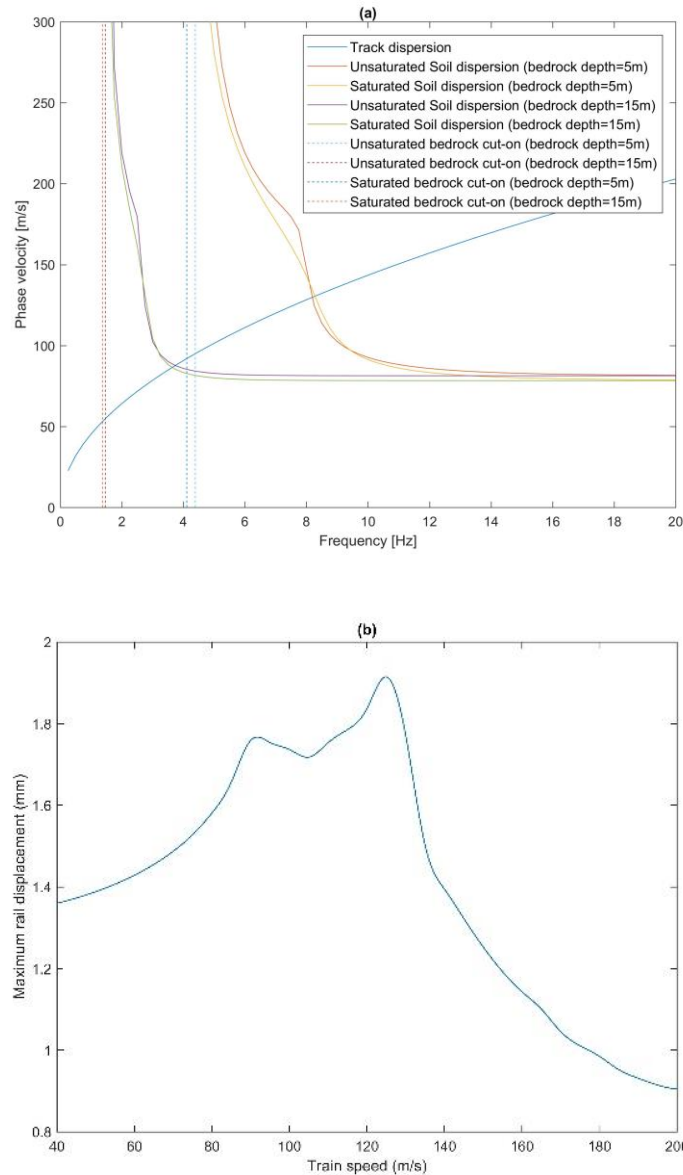 (a)
300
250
200
150
100
50
0
Phase velocity [m/s]
Track dispersion
Unsaturated Soil dispersion (bedrock depth=5m)
Saturated Soil dispersion (bedrock depth=5m)
Unsaturated Soil dispersion (bedrock depth=15m)
Saturated Soil dispersion (bedrock depth=15m)
Unsaturated bedrock cut-on (bedrock depth=5m)
Unsaturated bedrock cut-on (bedrock depth=15m)
Saturated bedrock cut-on (bedrock depth=5m)
Saturated bedrock cut-on (bedrock depth=15m)
0 2 4 6 8 10 12 14 16 18 20
Frequency [Hz]
(b)
2
1.8
1.6
1.4
1.2
1
0.8
Maximum rail displacement (mm)
40 60 80 100 120 140 160 180 200
Train speed (m/s)